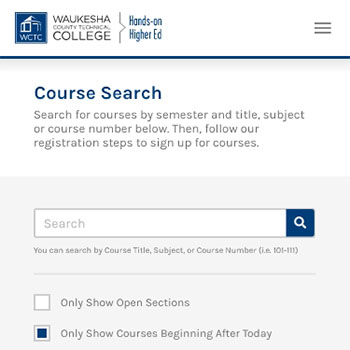 WAUKESHA
COUNTY TECHNICAL
COLLEGE
WCTC
Hands-on
Higher Ed
Course Search
Search for courses by semester and title, subject
or course number below. Then, follow our
registration steps to sign up for courses.
Search
You can search by Course Title, Subject, or Course Number (i.e. 101-111)
Only Show Open Sections
Only Show Courses Beginning After Today